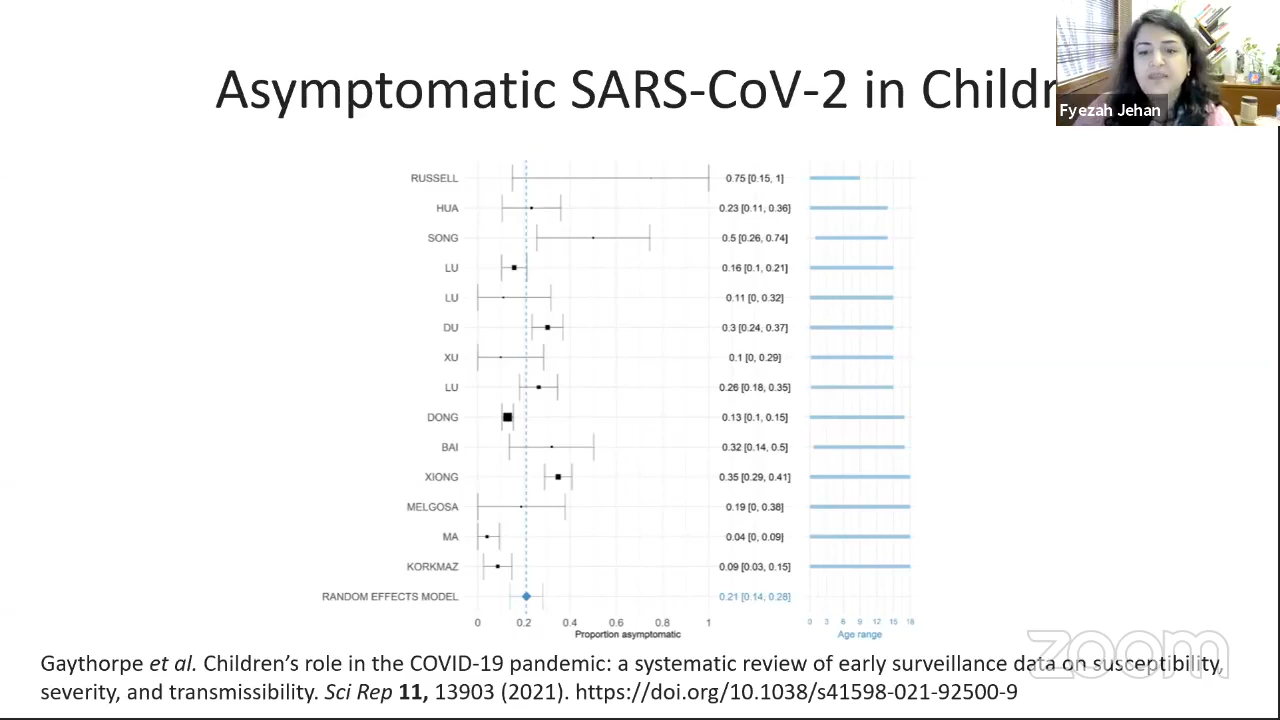 Asymptomatic SARS-CoV-2 in Childr
Fyezah Jehan
RUSSELL 0.75 [0.15, 1]
HUA 0.23 [0.11, 0.36]
SONG 0.5 [0.26, 0.74]
LU 0.16 [0.1, 0.21]
LU 0.11 [0, 0.32]
DU 0.3 [0.24, 0.37]
XU 0.1 [0, 0.29]
LU 0.26 [0.18, 0.35]
DONG 0.13 [0.1, 0.15]
BAI 0.32 [0.14, 0.5]
XIONG 0.35 [0.29, 0.41]
MELGOSA 0.19 [0, 0.38]
MA 0.04 [0, 0.09]
KORKMAZ 0.09 [0.03, 0.15]
RANDOM EFFECTS MODEL 0.21 [0.14, 0.28]
0 0.2 0.4 0.6 0.8 1 0 3 6 9 12 15 18
Proportion asymptomatic Age range
zoom
Gaythorpe et al. Children’s role in the COVID-19 pandemic: a systematic review of early surveillance data on susceptibility,
severity, and transmissibility. Sci Rep 11, 13903 (2021). https://doi.org/10.1038/s41598-021-92500-9